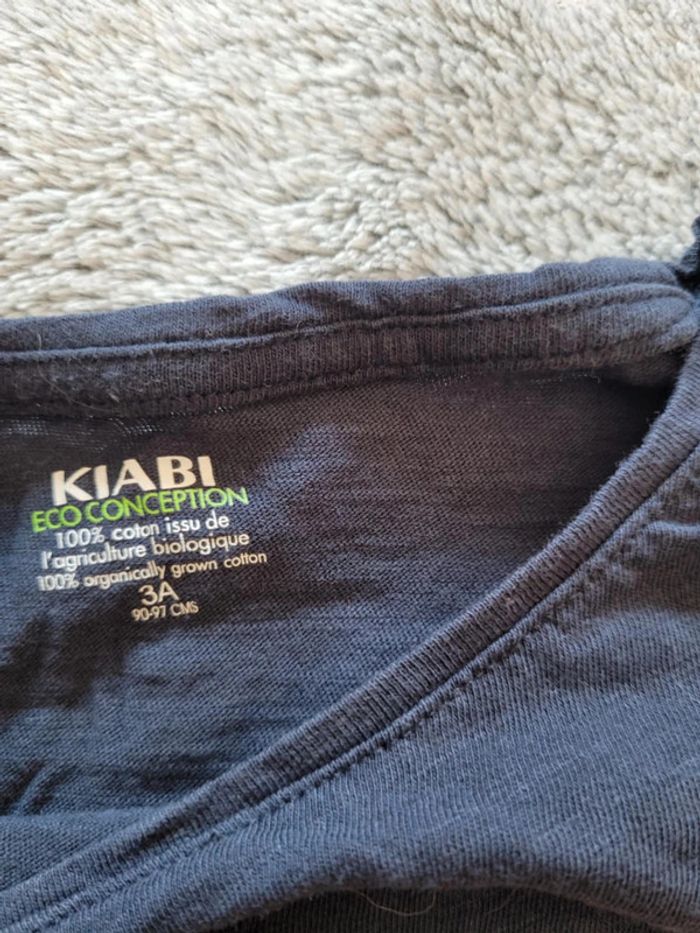 KIABI
ECO CONCEPTION
100% coton issu de
l'agriculture biologique
100% organically grown cotton
3A
90-97 CMS